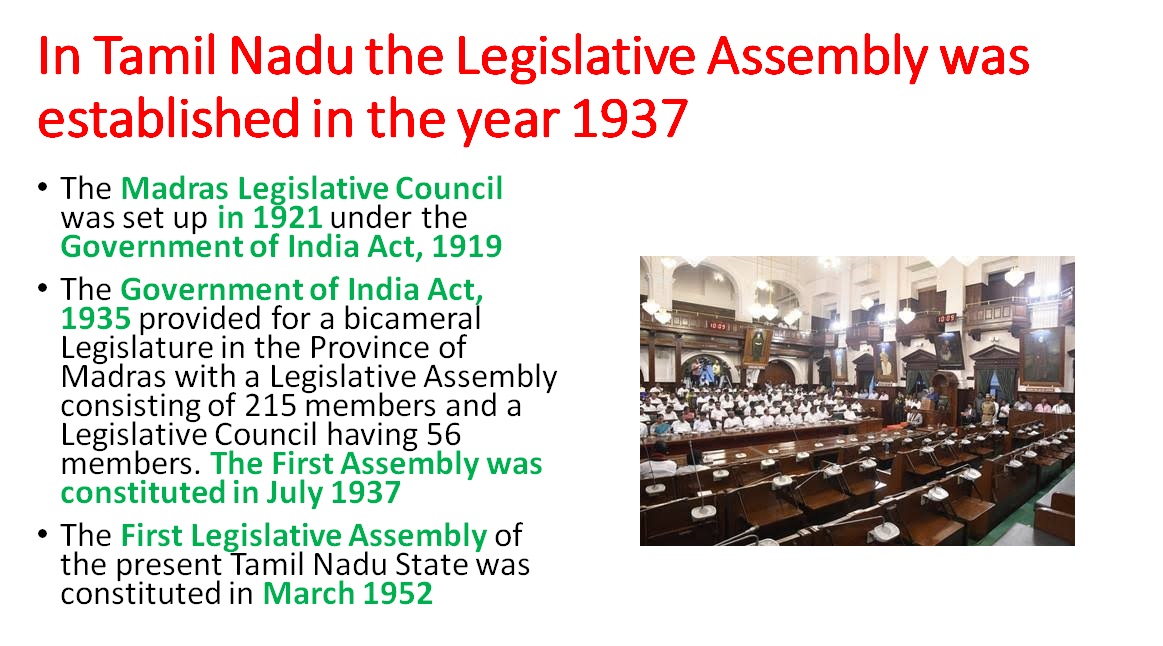 In Tamil Nadu the Legislative Assembly was
established in the year 1937
• The Madras Legislative Council
was set up in 1921 under the
Government of India Act, 1919
• The Government of India Act,
1935 provided for a bicameral
Legislature in the Province of
Madras with a Legislative Assembly
consisting of 215 members and a
Legislative Council having 56
members. The First Assembly was
constituted in July 1937
• The First Legislative Assembly of
the present Tamil Nadu State was
constituted in March 1952
10:05